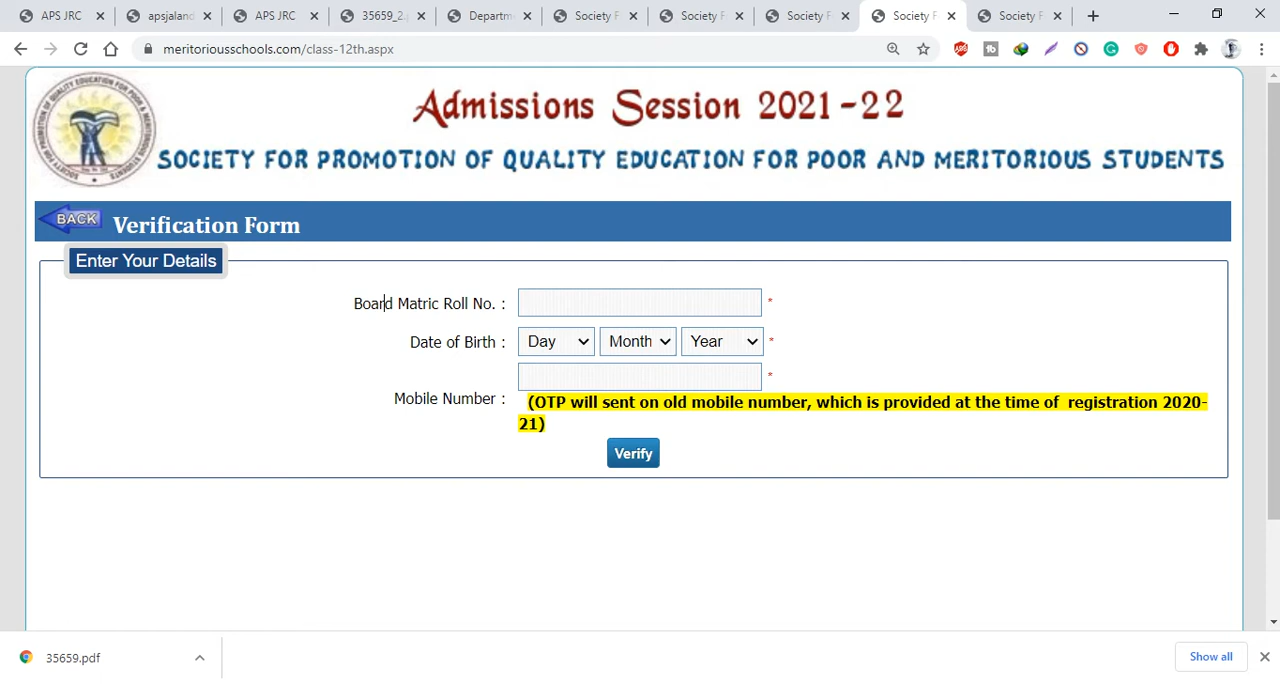 APS JRC
apsjaland
APS JRC
35659_2.
Departm
Society F
Society F
Society F
Society F
Society F
meritoriousschools.com/class-12th.aspx
Admissions Session 2021-22
SOCIETY FOR PROMOTION OF QUALITY EDUCATION FOR POOR AND MERITORIOUS STUDENTS
BACK Verification Form
Enter Your Details
Board Matric Roll No. : *
Date of Birth : Day Month Year *
*
Mobile Number : (OTP will sent on old mobile number, which is provided at the time of registration 2020-
21)
Verify
35659.pdf
Show all